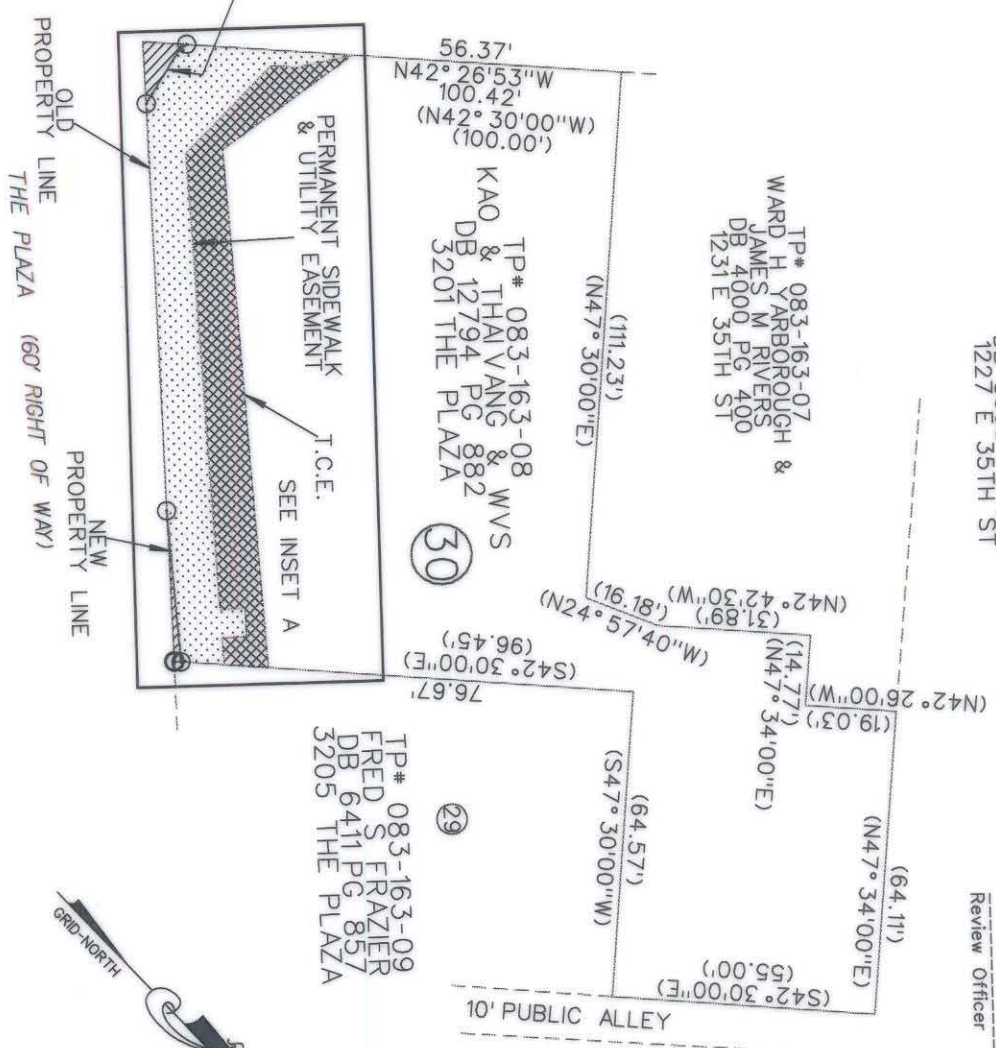 1227 E 35TH ST
Review Officer
TP# 083-163-07
WARD H YARBOROUGH &
JAMES M RIVERS
DB 4000 PG 400
1231 E 35TH ST
56.37'
N42°26'53"W
100.42'
(N42°30'00"W)
(100.00')
(111.23')
(N47°30'00"E)
TP# 083-163-08
KAO & THAI VANG & WVS
DB 12794 PG 882
3201 THE PLAZA
30
(16.18')
(N24°57'40"W)
(N42°42'30"W)
(31.89')
(14.77')
(N47°34'00"E)
(N42°26'00"W)
(19.03')
(64.11')
(N47°34'00"E)
(S42°30'00"E)
(55.00')
(64.57')
(S47°30'00"W)
10' PUBLIC ALLEY
(S42°30'00"E)
(96.45')
76.67'
29
TP# 083-163-09
FRED S FRAZIER
DB 6411 PG 857
3205 THE PLAZA
PERMANENT SIDEWALK
& UTILITY EASEMENT
T.C.E.
SEE INSET A
OLD
PROPERTY LINE
NEW
PROPERTY LINE
THE PLAZA (60' RIGHT OF WAY)
GRID-NORTH